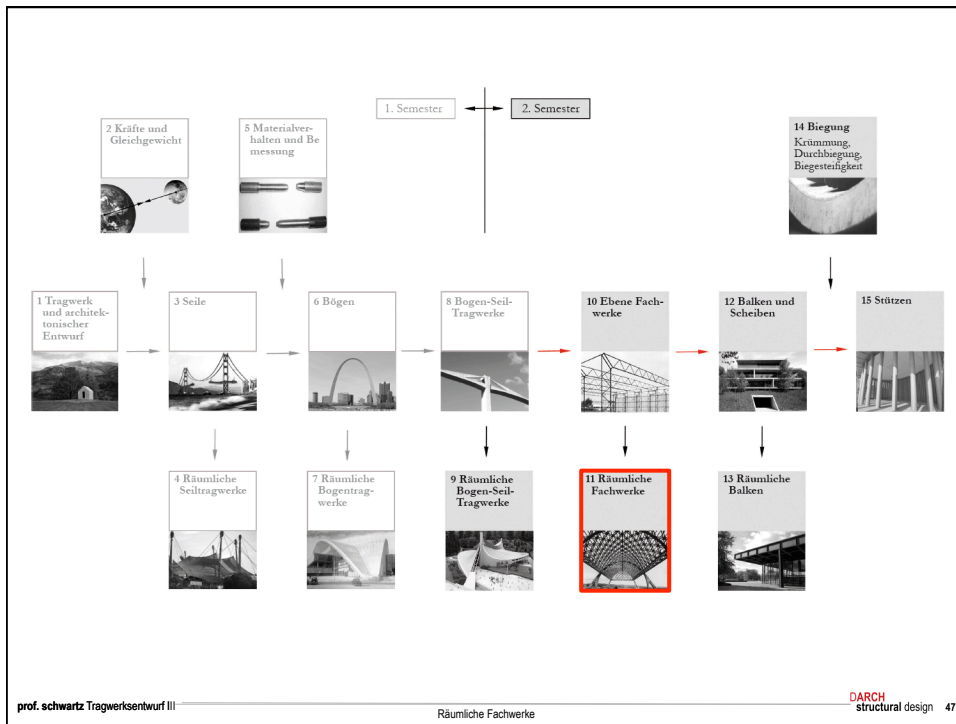 1. Semester
2. Semester
2 Kräfte und
Gleichgewicht
5 Materialver-
halten und Be
messung
14 Biegung
Krümmung,
Durchbiegung,
Biegesteifigkeit
1 Tragwerk
und architek-
tonischer
Entwurf
3 Seile
6 Bögen
8 Bogen-Seil-
Tragwerke
10 Ebene Fach-
werke
12 Balken und
Scheiben
15 Stützen
4 Räumliche
Seiltragwerke
7 Räumliche
Bogentrag-
werke
9 Räumliche
Bogen-Seil-
Tragwerke
11 Räumliche
Fachwerke
13 Räumliche
Balken
prof. schwartz Tragwerksentwurf III
Räumliche Fachwerke
DARCH
structural design 47